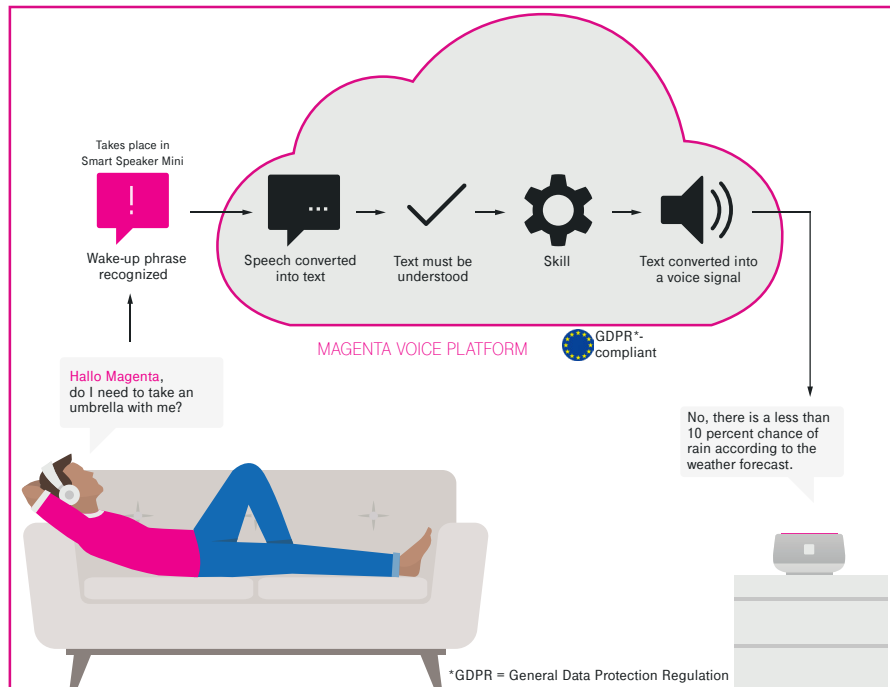 Takes place in
Smart Speaker Mini
!
Wake-up phrase
recognized
...
Speech converted
into text
Text must be
understood
Skill
Text converted into
a voice signal
MAGENTA VOICE PLATFORM
GDPR*-
compliant
Hallo Magenta,
do I need to take an
umbrella with me?
No, there is a less than
10 percent chance of
rain according to the
weather forecast.
*GDPR = General Data Protection Regulation